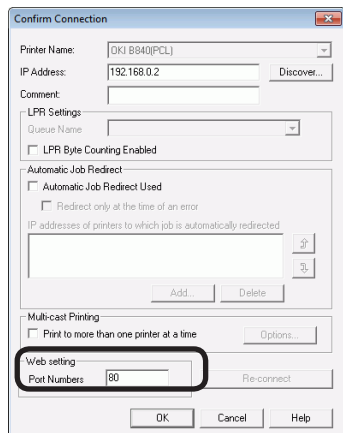 Confirm Connection
Printer Name: OKI B840(PCL)
IP Address: 192.168.0.2 Discover...
Comment:
LPR Settings
Queue Name
LPR Byte Counting Enabled
Automatic Job Redirect
Automatic Job Redirect Used
Redirect only at the time of an error
IP addresses of printers to which job is automatically redirected
Add... Delete
Multi-cast Printing
Print to more than one printer at a time Options...
Web setting
Port Numbers 80 Re-connect
OK Cancel Help